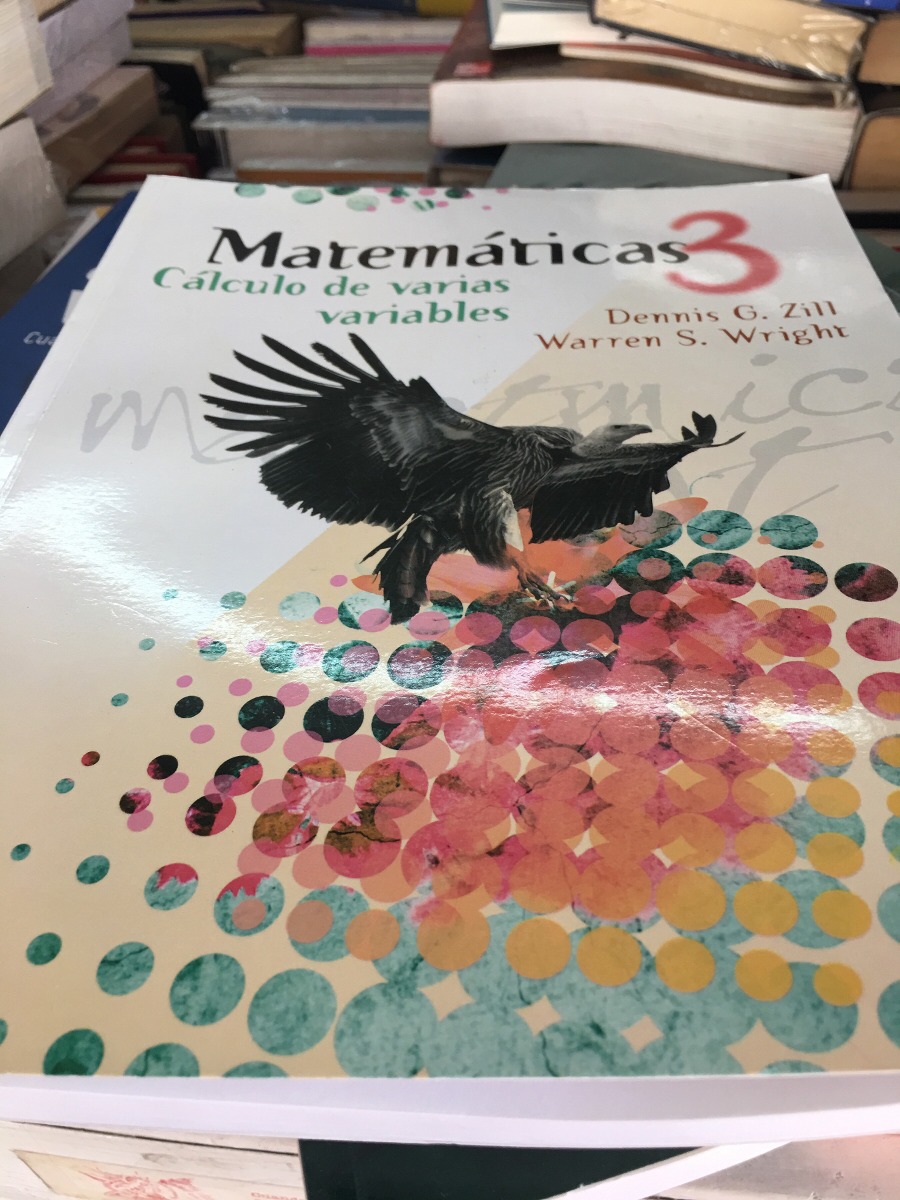 Matemáticas 3
Cálculo de varias
variables
Dennis G. Zill
Warren S. Wright